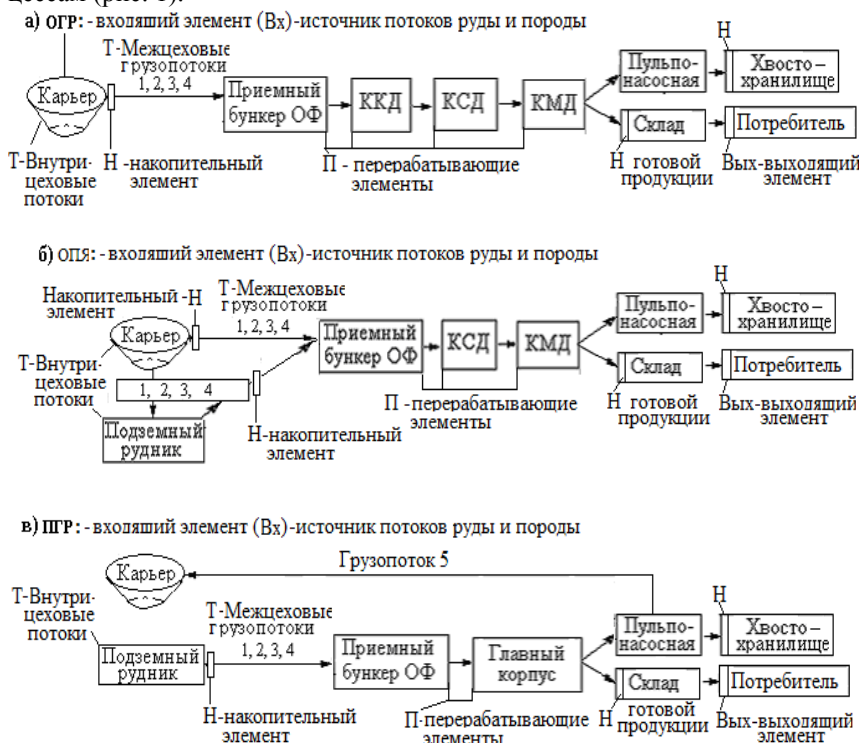 цессам (рис. 1).
а) ОГР: - входяший элемент (Вх)-источник потоков руды и породы
Т-Межцеховые
грузопотоки
1, 2, 3, 4
Карьер
Т-Внутри-
цеховые
потоки
Н -накопительный
элемент
Приемный
бункер ОФ
ККД
КСД
КМД
П - перерабатывающие
элементы
Пульпо-
насосная
Н
Хвосто-
хранилище
Склад
Потребитель
Н готовой
продукции
Вых-выходящий
элемент
б) ОПЯ: - входяший элемент (Вх)-источник потоков руды и породы
Накопительный -Н
элемент
Т-Межцеховые
грузопотоки
1, 2, 3, 4
Карьер
Т-Внутри-
цеховые
потоки
1, 2, 3, 4
Подземный
рудник
Н-накопительный
элемент
Приемный
бункер ОФ
КСД
КМД
П -перерабатывающие
элементы
Пульпо-
насосная
Н
Хвосто –
хранилище
Склад
Потребитель
Н готовой
продукции
Вых-выходящий
элемент
в) ПГР: - входяший элемент (Вх)-источник потоков руды и породы
Грузопоток 5
Карьер
Т-Внутри-
цеховые
потоки
Т-Межцеховые
грузопотоки
1, 2, 3, 4
Подземный
рудник
Н-накопительный
элемент
Приемный
бункер ОФ
Главный
корпус
П-перерабатывающие
элементы
Пульпо-
насосная
Н
Хвосто –
хранилище
Склад
Потребитель
Н готовой
продукции
Вых-выходящий
элемент